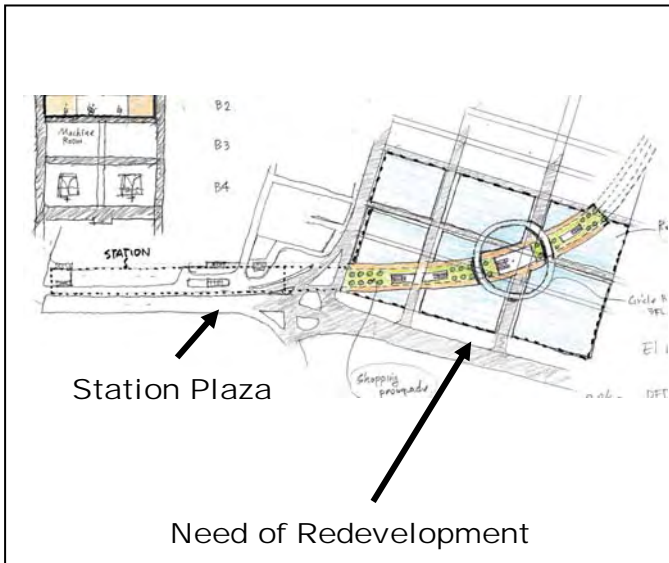 B2
Machine
Room
B3
B4
STATION
Station Plaza
Shopping
promenade
Need of Redevelopment